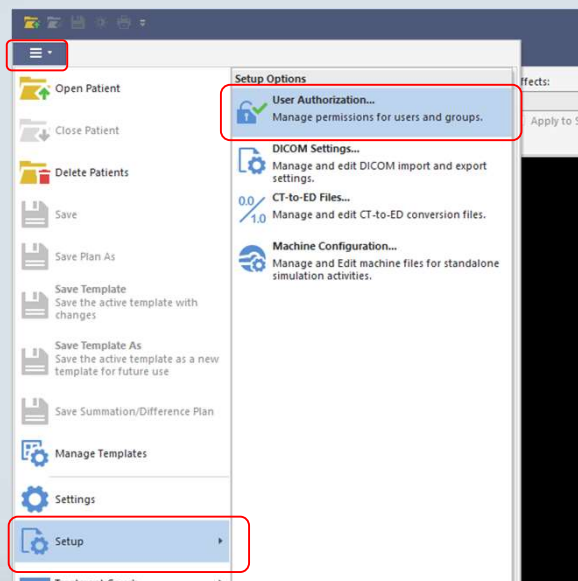 Open Patient
Close Patient
Delete Patients
Save
Save Plan As
Save Template
Save the active template with
changes
Save Template As
Save the active template as a new
template for future use
Save Summation/Difference Plan
Manage Templates
Settings
Setup
Setup Options
User Authorization...
Manage permissions for users and groups.
DICOM Settings...
Manage and edit DICOM import and export
settings.
0.0/1.0
CT-to-ED Files...
Manage and edit CT-to-ED conversion files.
Machine Configuration...
Manage and Edit machine files for standalone
simulation activities.
ffects:
Apply to S